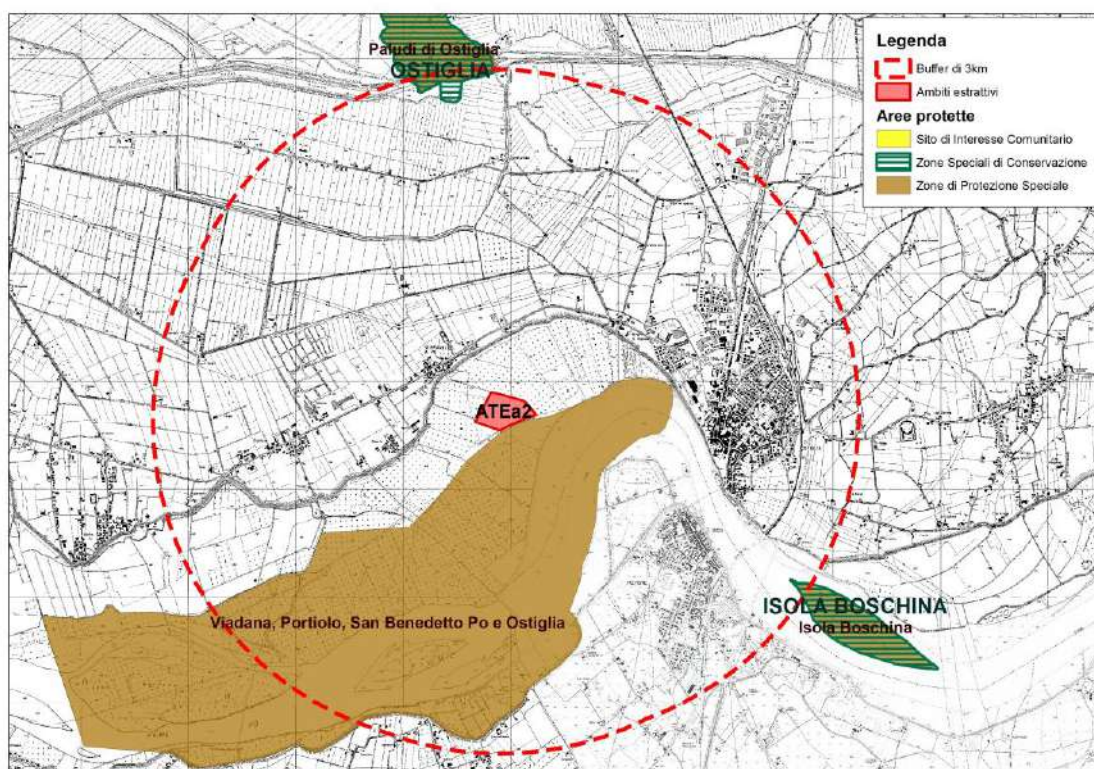 Legenda
Buffer di 3km
Ambiti estrattivi
Aree protette
Sito di Interesse Comunitario
Zone Speciali di Conservazione
Zone di Protezione Speciale
Paludi di Ostiglia
OSTIGLIA
ATEa2
Viadana, Portiolo, San Benedetto Po e Ostiglia
ISOLA BOSCHINA
Isola Boschina